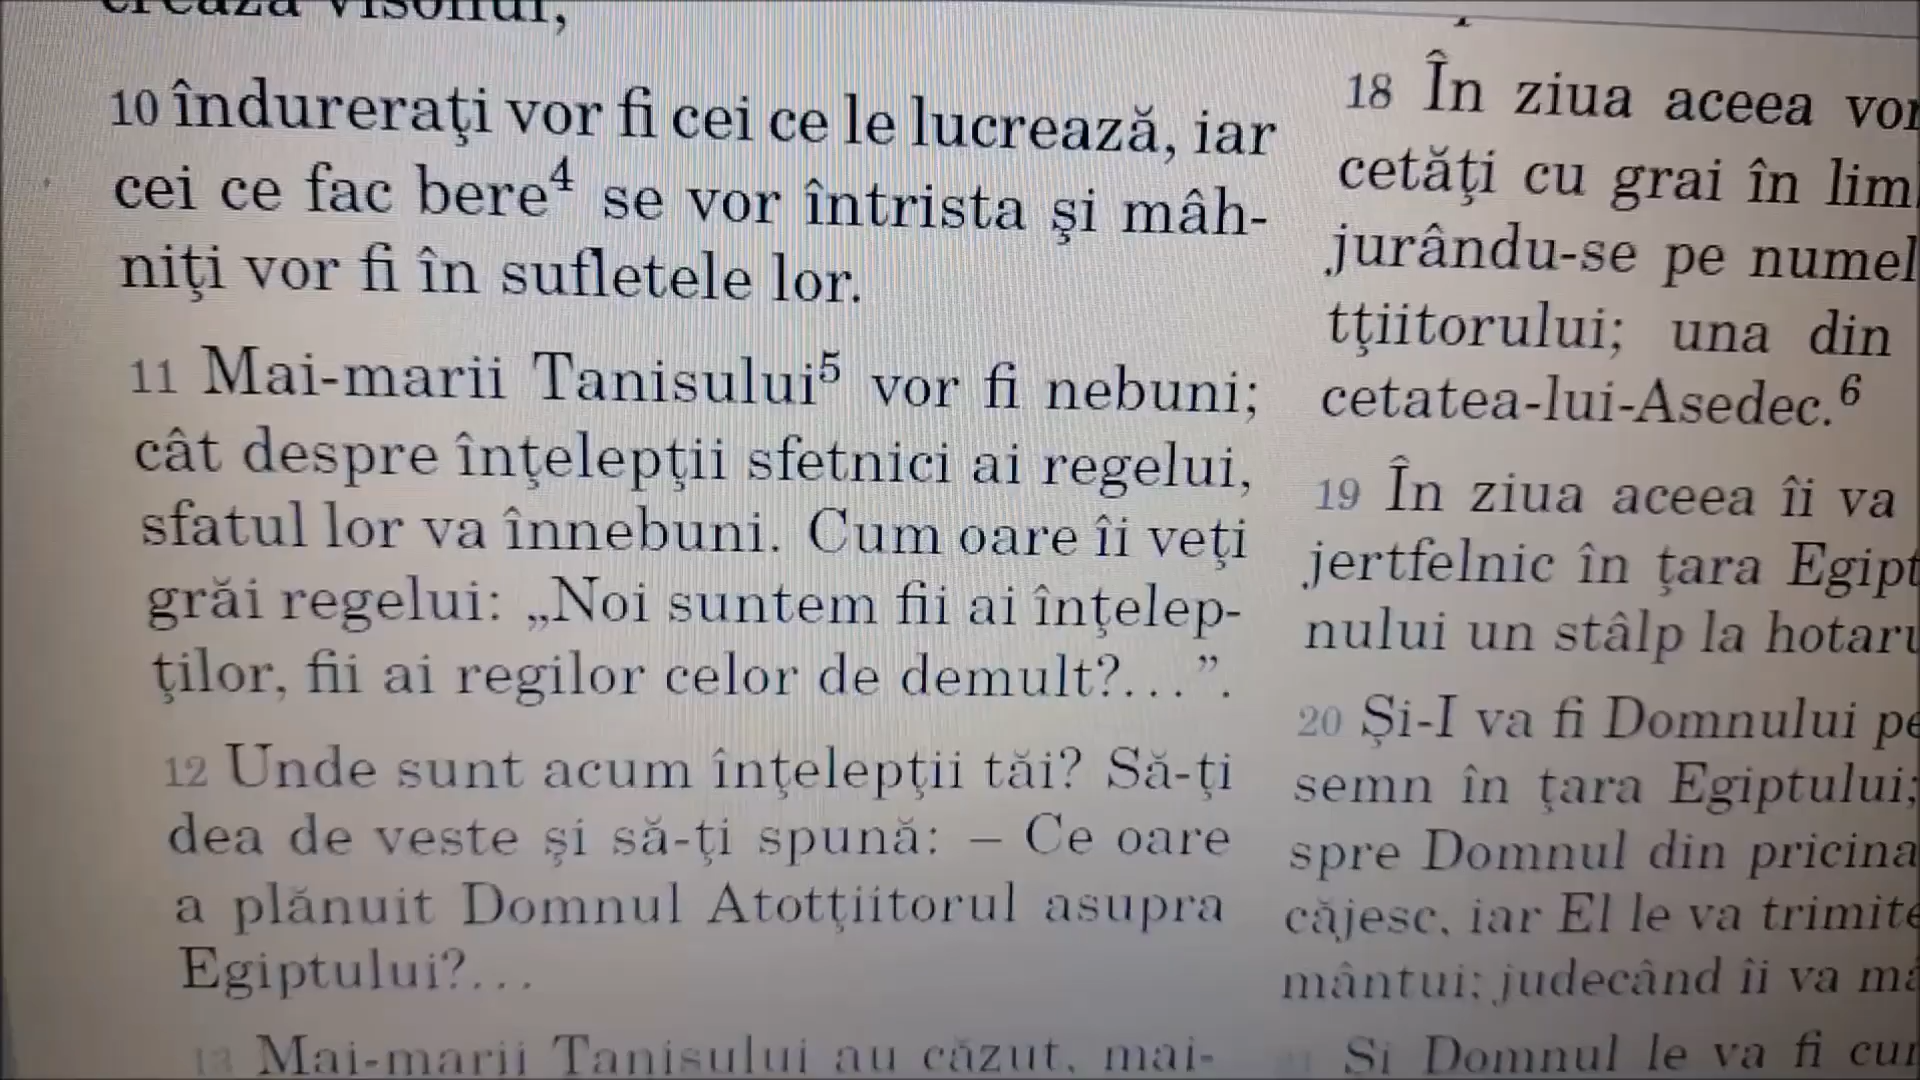 10 îndureraţi vor fi cei ce le lucrează, iar
cei ce fac bere⁴ se vor întrista şi mâh-
niţi vor fi în sufletele lor.
11 Mai-marii Tanisului⁵ vor fi nebuni;
cât despre înţelepţii sfetnici ai regelui,
sfatul lor va înnebuni. Cum oare îi veţi
grăi regelui: „Noi suntem fii ai înţelep-
ţilor, fii ai regilor celor de demult?...”.
12 Unde sunt acum înţelepţii tăi? Să-ţi
dea de veste şi să-ţi spună: – Ce oare
a plănuit Domnul Atotţiitorul asupra
Egiptului?...
13 Mai-marii Tanisului au căzut, mai-
18 În ziua aceea vor
cetăţi cu grai în
jurându-se pe
tţiitorului; una din
cetatea-lui-Asedec.⁶
19 În ziua aceea îi va
jertfelnic în ţara
nului un stâlp la
20 Şi-I va fi Domnului
semn în ţara Egiptului;
spre Domnul din pricina
căjesc, iar El le va
mântui; judecând îi va
Şi Domnul le va fi